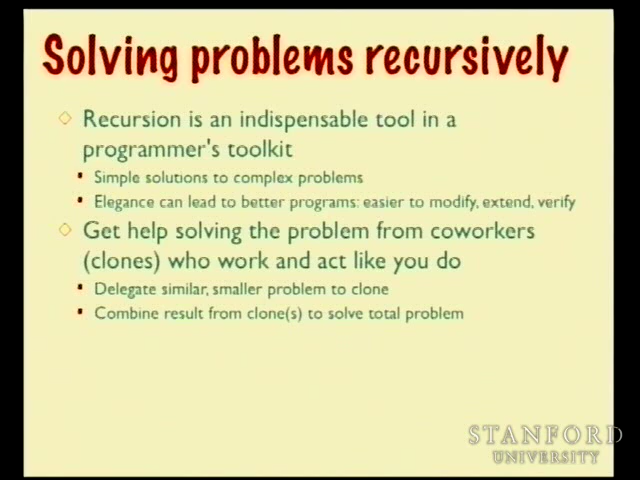 Solving problems recursively
Recursion is an indispensable tool in a
programmer's toolkit
Simple solutions to complex problems
Elegance can lead to better programs: easier to modify, extend, verify
Get help solving the problem from coworkers
(clones) who work and act like you do
Delegate similar, smaller problem to clone
Combine result from clone(s) to solve total problem
STANFORD
UNIVERSITY